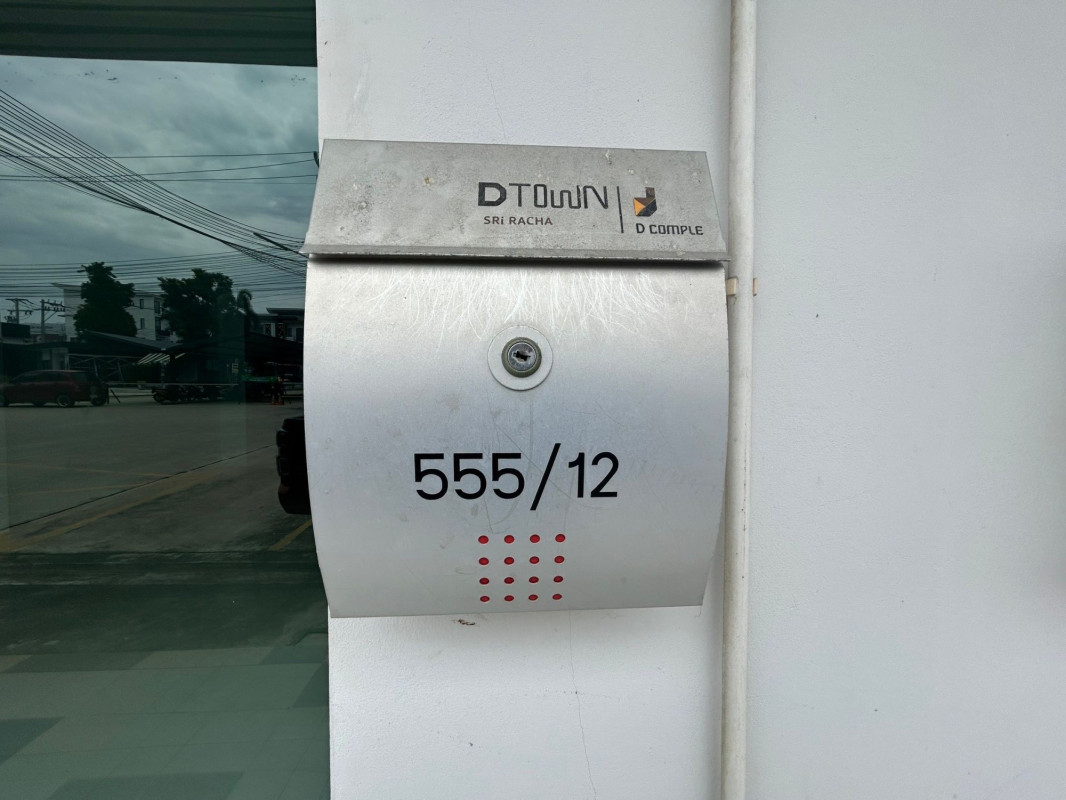 DTOWN
SRi RACHA
D COMPLE
555/12